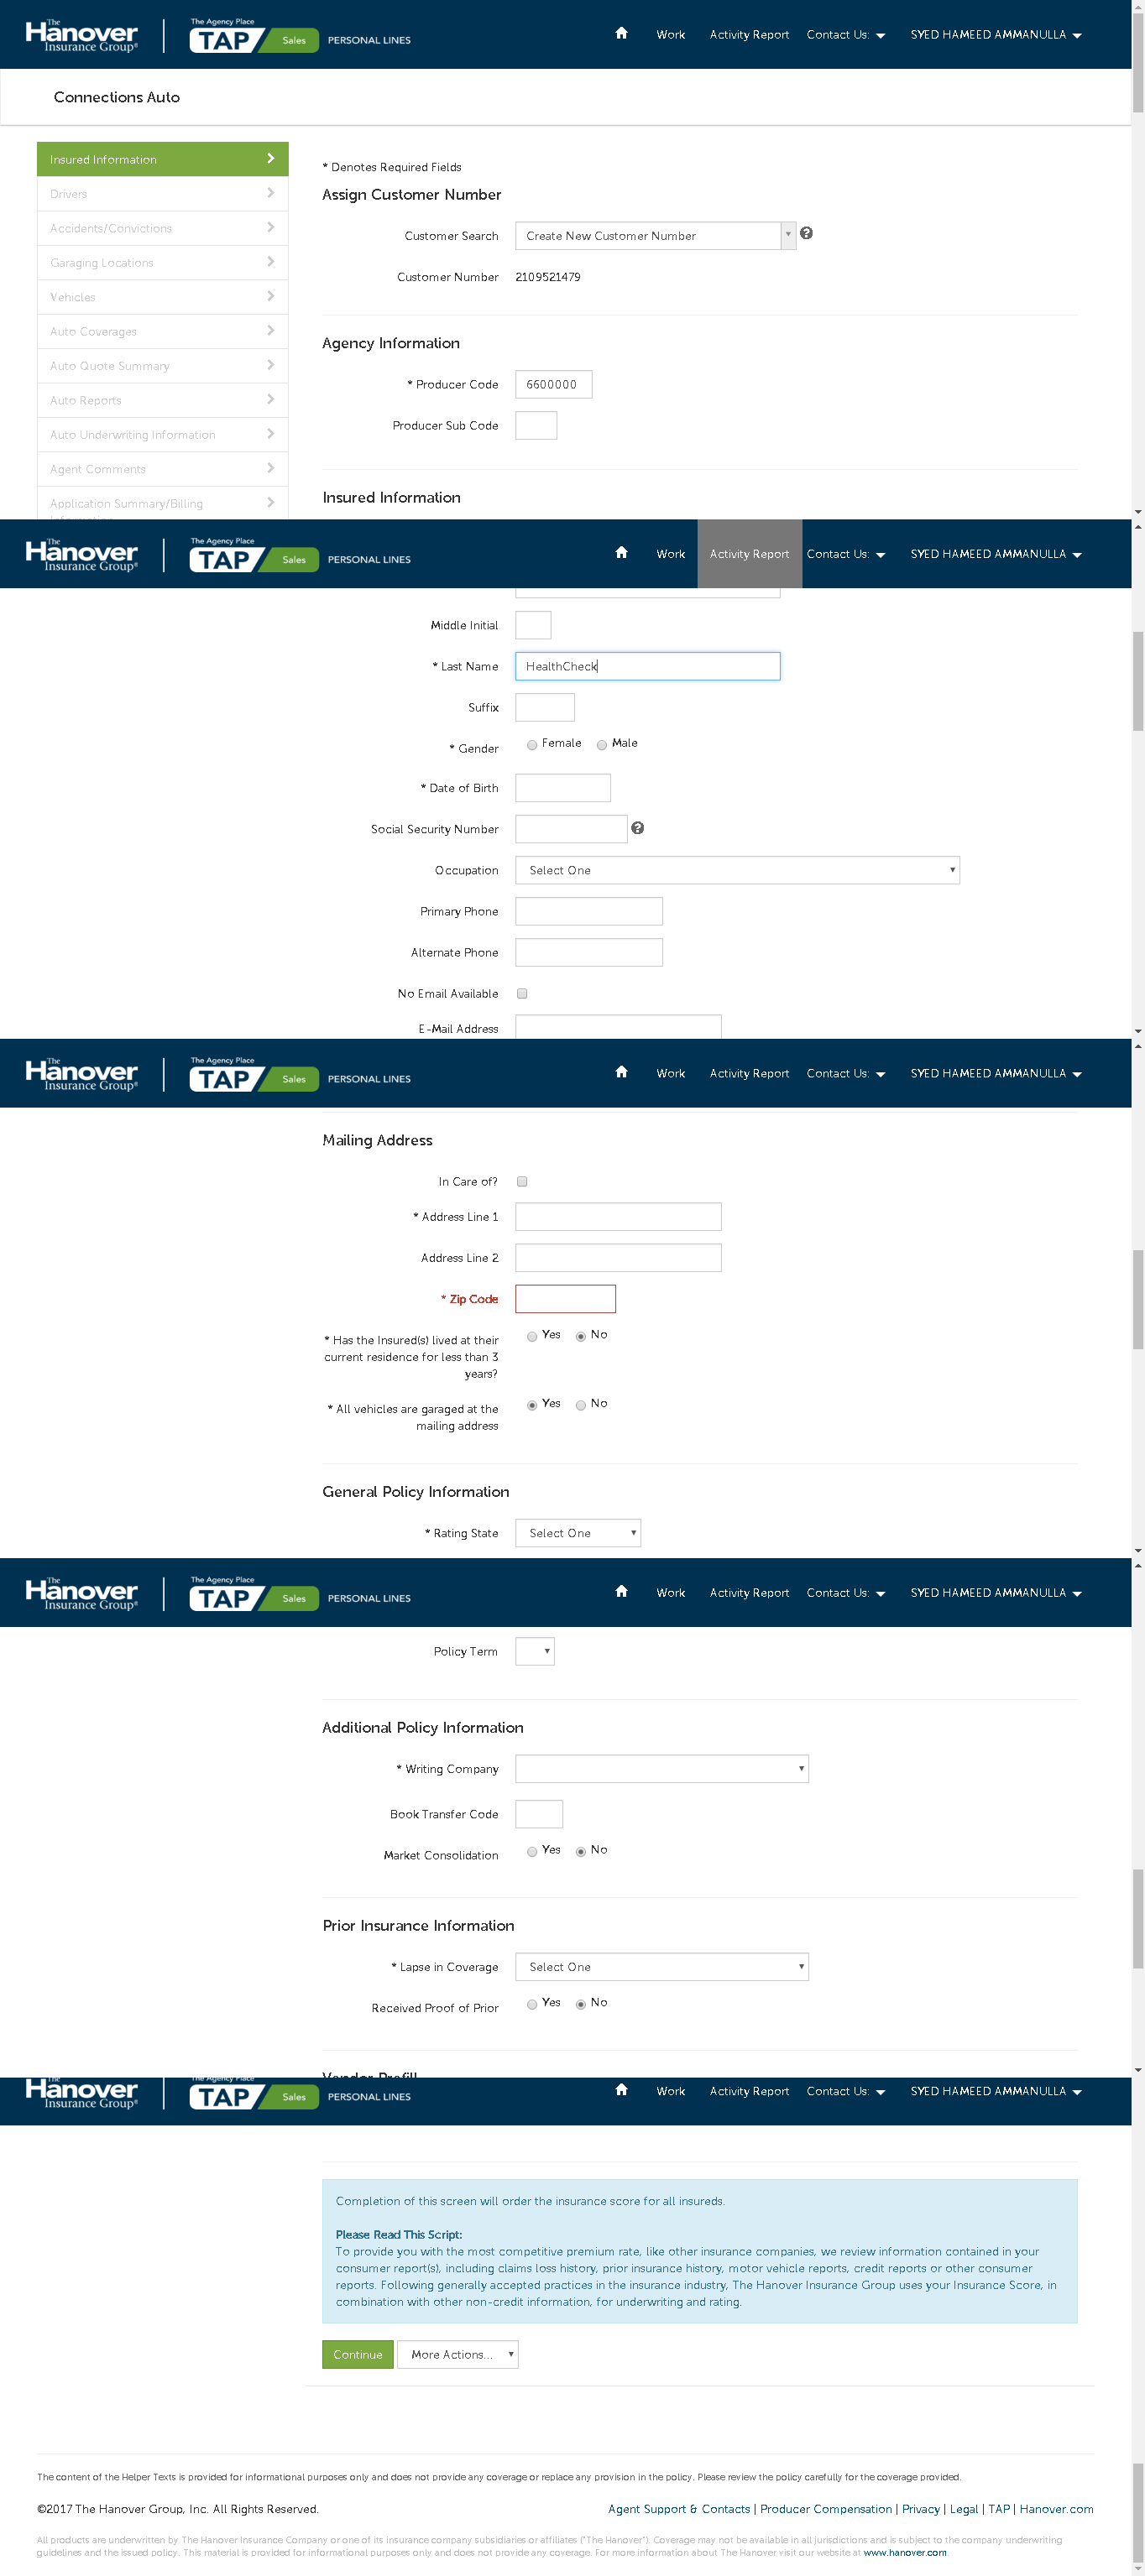 The Hanover Insurance Group®
The Agency Place
TAP Sales PERSONAL LINES
Work Activity Report Contact Us: SYED HAMEED AMMANULLA
Connections Auto
Insured Information
Drivers
Accidents/Convictions
Garaging Locations
Vehicles
Auto Coverages
Auto Quote Summary
Auto Reports
Auto Underwriting Information
Agent Comments
Application Summary/Billing
* Denotes Required Fields
Assign Customer Number
Customer Search Create New Customer Number
Customer Number 2109521479
Agency Information
* Producer Code 6600000
Producer Sub Code
Insured Information
The Hanover Insurance Group®
The Agency Place
TAP Sales PERSONAL LINES
Work Activity Report Contact Us: SYED HAMEED AMMANULLA
Middle Initial
* Last Name HealthCheck
Suffix
* Gender Female Male
* Date of Birth
Social Security Number
Occupation Select One
Primary Phone
Alternate Phone
No Email Available
E-Mail Address
The Hanover Insurance Group®
The Agency Place
TAP Sales PERSONAL LINES
Work Activity Report Contact Us: SYED HAMEED AMMANULLA
Mailing Address
In Care of?
* Address Line 1
Address Line 2
* Zip Code
* Has the Insured(s) lived at their Yes No
current residence for less than 3
years?
* All vehicles are garaged at the Yes No
mailing address
General Policy Information
* Rating State Select One
The Hanover Insurance Group®
The Agency Place
TAP Sales PERSONAL LINES
Work Activity Report Contact Us: SYED HAMEED AMMANULLA
Policy Term
Additional Policy Information
* Writing Company
Book Transfer Code
Market Consolidation Yes No
Prior Insurance Information
* Lapse in Coverage Select One
Received Proof of Prior Yes No
Vendor Prefill
Hanover Insurance Group®
The Agency Place
TAP Sales PERSONAL LINES
Work Activity Report Contact Us: SYED HAMEED AMMANULLA
Completion of this screen will order the insurance score for all insureds.
Please Read This Script:
To provide you with the most competitive premium rate, like other insurance companies, we review information contained in your
consumer report(s), including claims loss history, prior insurance history, motor vehicle reports, credit reports or other consumer
reports. Following generally accepted practices in the insurance industry, The Hanover Insurance Group uses your Insurance Score, in
combination with other non-credit information, for underwriting and rating.
Continue More Actions...
The content of the Helper Texts is provided for informational purposes only and does not provide any coverage or replace any provision in the policy. Please review the policy carefully for the coverage provided.
©2017 The Hanover Group, Inc. All Rights Reserved. Agent Support & Contacts | Producer Compensation | Privacy | Legal | TAP | Hanover.com
All products are underwritten by The Hanover Insurance Company or one of its insurance company subsidiaries or affiliates ("The Hanover"). Coverage may not be available in all jurisdictions and is subject to the company underwriting
guidelines and the issued policy. This material is provided for informational purposes only and does not provide any coverage. For more information about The Hanover visit our website at www.hanover.com.